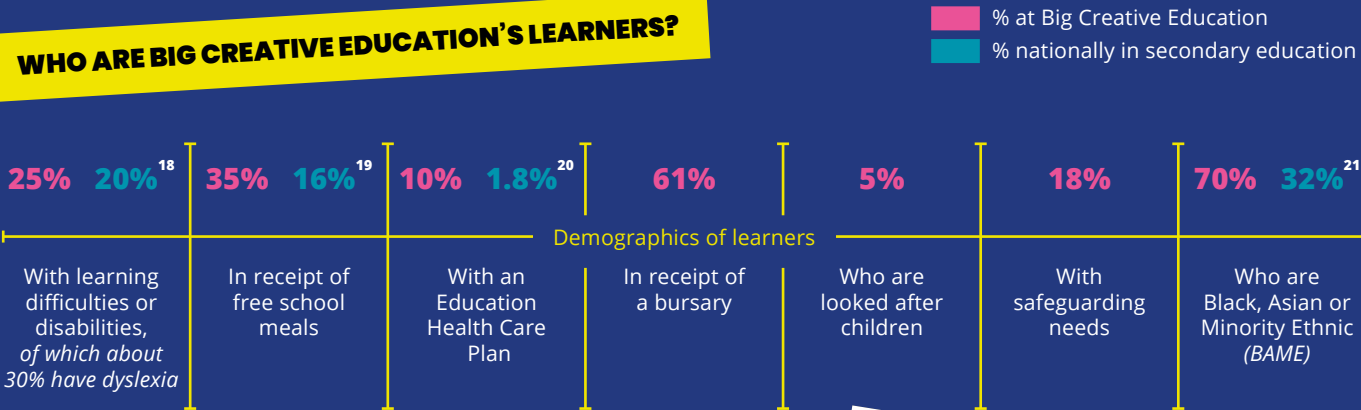 WHO ARE BIG CREATIVE EDUCATION'S LEARNERS?
% at Big Creative Education
% nationally in secondary education
25% 20%18
35% 16%19
10% 1.8%20
61%
5%
18%
70% 32%21
Demographics of learners
With learning
difficulties or
disabilities,
of which about
30% have dyslexia
In receipt of
free school
meals
With an
Education
Health Care
Plan
In receipt of
a bursary
Who are
looked after
children
With
safeguarding
needs
Who are
Black, Asian or
Minority Ethnic
(BAME)